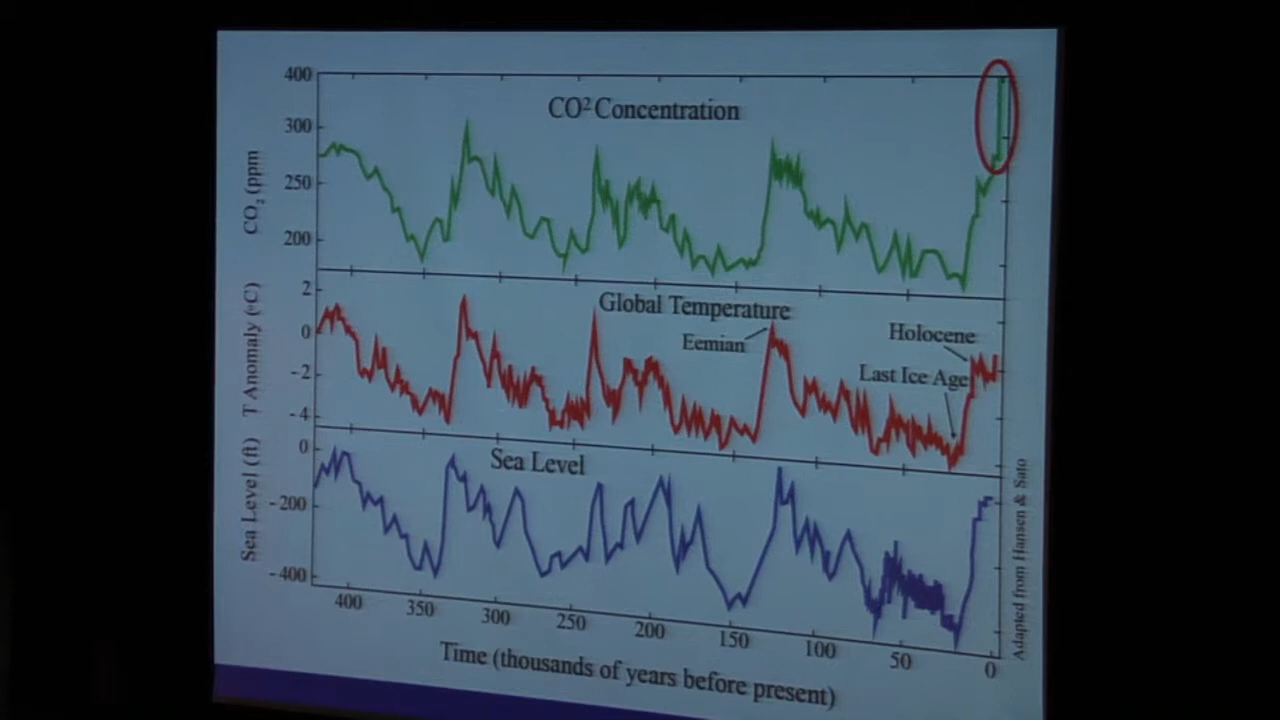 CO² Concentration
400
300
250
200
CO₂ (ppm
Global Temperature
Eemian
Holocene
Last Ice Age
2
0
-2
-4
T Anomaly (°C)
Sea Level
0
-200
-400
Sea Level (ft)
400 350 300 250 200 150 100 50 0
Time (thousands of years before present)
Adapted from Hansen & Sato